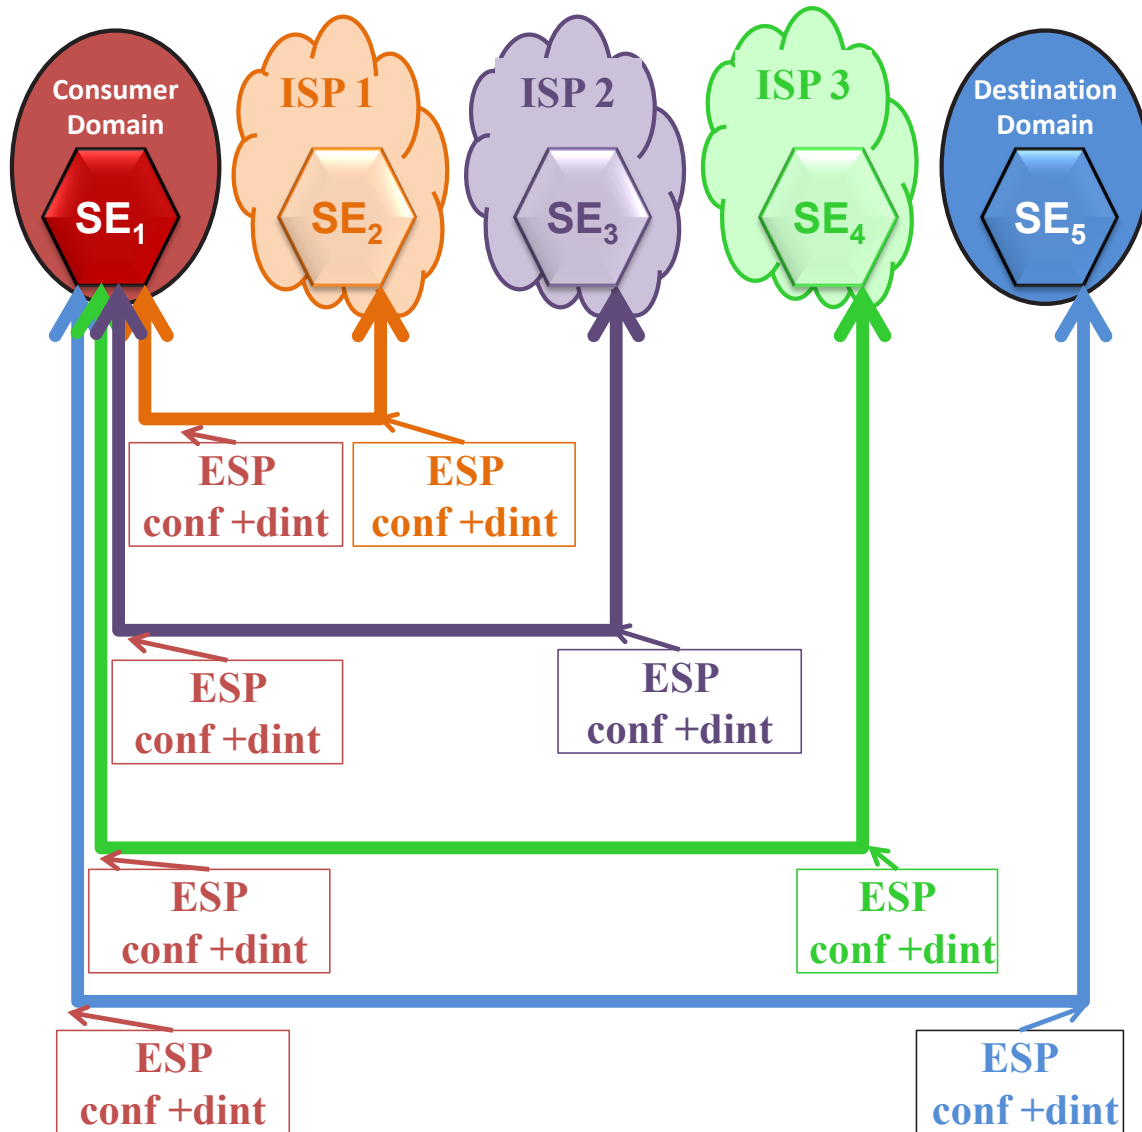 Consumer
Domain
ISP 1
ISP 2
ISP 3
Destination
Domain
SE1
SE2
SE3
SE4
SE5
ESP
conf +dint
ESP
conf +dint
ESP
conf +dint
ESP
conf +dint
ESP
conf +dint
ESP
conf +dint
ESP
conf +dint
ESP
conf +dint